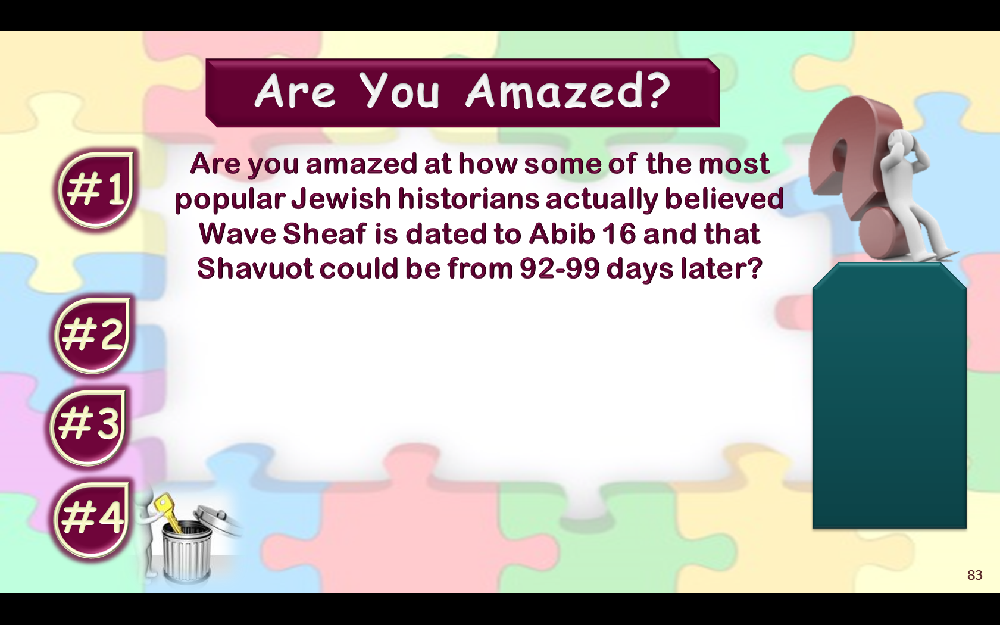 Are You Amazed?
#1
Are you amazed at how some of the most
popular Jewish historians actually believed
Wave Sheaf is dated to Abib 16 and that
Shavuot could be from 92-99 days later?
#2
#3
#4
83